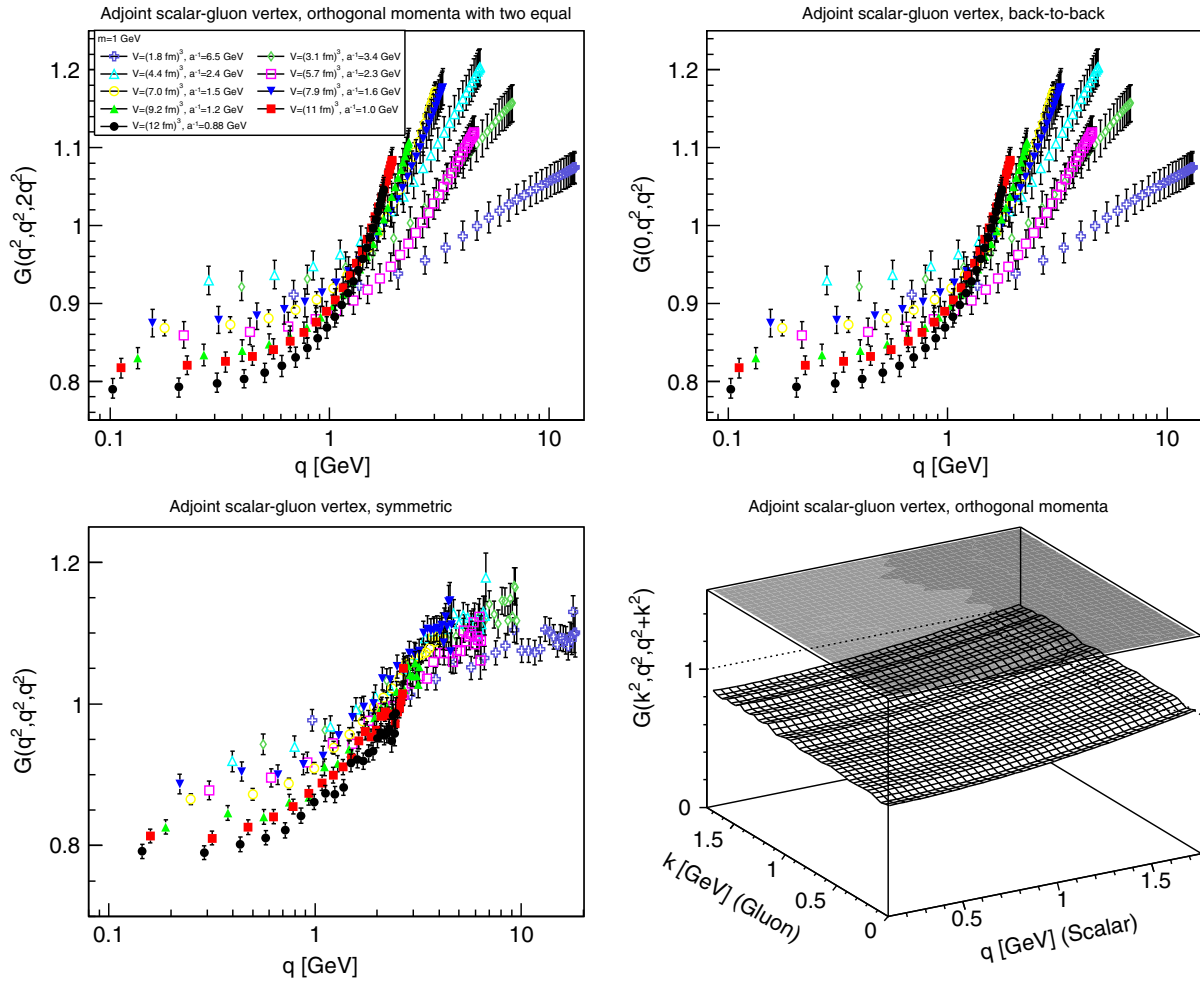 Adjoint scalar-gluon vertex, orthogonal momenta with two equal
G(q²,q²,2q²)
1.2
1.1
1
0.9
0.8
m=1 GeV
V=(1.8 fm)³, a⁻¹=6.5 GeV
V=(3.1 fm)³, a⁻¹=3.4 GeV
V=(4.4 fm)³, a⁻¹=2.4 GeV
V=(5.7 fm)³, a⁻¹=2.3 GeV
V=(7.0 fm)³, a⁻¹=1.5 GeV
V=(7.9 fm)³, a⁻¹=1.6 GeV
V=(9.2 fm)³, a⁻¹=1.2 GeV
V=(11 fm)³, a⁻¹=1.0 GeV
V=(12 fm)³, a⁻¹=0.88 GeV
0.1 1 10
q [GeV]
Adjoint scalar-gluon vertex, back-to-back
G(0,q²,q²)
1.2
1.1
1
0.9
0.8
0.1 1 10
q [GeV]
Adjoint scalar-gluon vertex, symmetric
G(q²,q²,q²)
1.2
1
0.8
0.1 1 10
q [GeV]
Adjoint scalar-gluon vertex, orthogonal momenta
G(k²,q²,q²+k²)
1
0
1.5
1
0.5
0
k [GeV] (Gluon)
0.5
1
1.5
q [GeV] (Scalar)